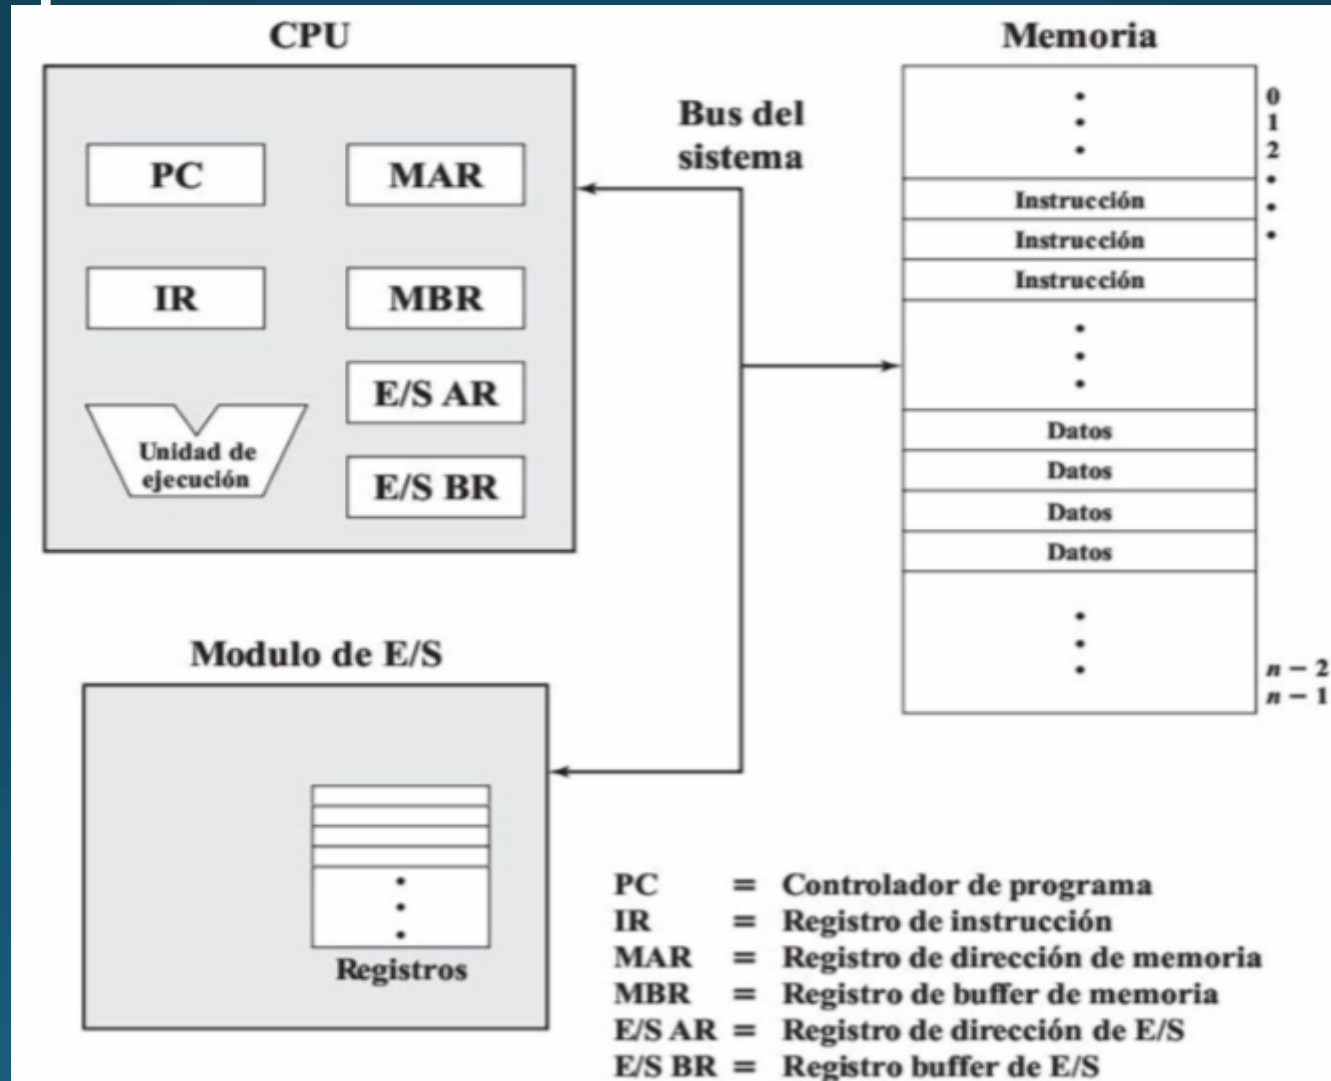 CPU
PC
MAR
IR
MBR
E/S AR
Unidad de
ejecución
E/S BR
Bus del
sistema
Memoria
0
1
2
Instrucción
Instrucción
Instrucción
Datos
Datos
Datos
Datos
n − 2
n − 1
Modulo de E/S
Registros
PC = Controlador de programa
IR = Registro de instrucción
MAR = Registro de dirección de memoria
MBR = Registro de buffer de memoria
E/S AR = Registro de dirección de E/S
E/S BR = Registro buffer de E/S